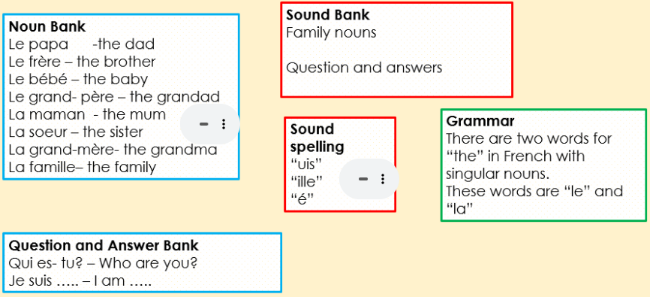 Noun Bank
Le papa -the dad
Le frère – the brother
Le bébé – the baby
Le grand- père – the grandad
La maman - the mum
La soeur – the sister
La grand-mère- the grandma
La famille– the family
Sound Bank
Family nouns
Question and answers
Sound
spelling
"uis"
"ille"
"é"
Grammar
There are two words for
"the" in French with
singular nouns.
These words are "le" and
"la"
Question and Answer Bank
Qui es- tu? – Who are you?
Je suis ..... – I am .....